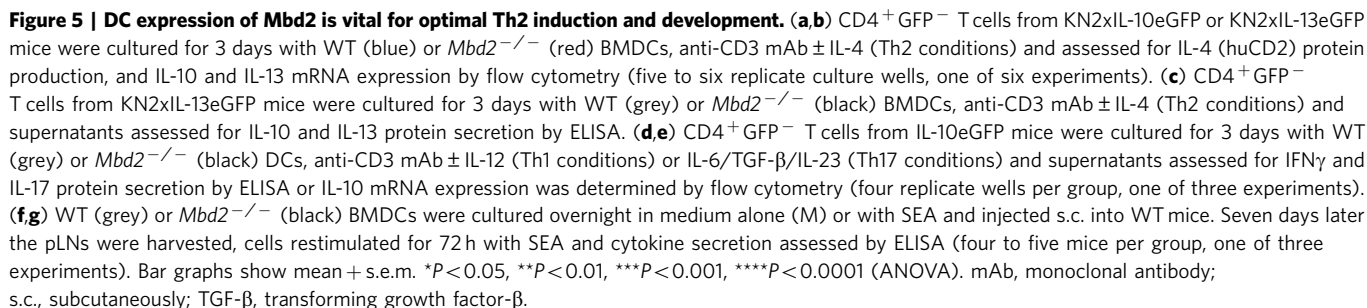 Figure 5 | DC expression of Mbd2 is vital for optimal Th2 induction and development. (a,b) CD4⁺GFP⁻ T cells from KN2xIL-10eGFP or KN2xIL-13eGFP
mice were cultured for 3 days with WT (blue) or Mbd2⁻/⁻ (red) BMDCs, anti-CD3 mAb ± IL-4 (Th2 conditions) and assessed for IL-4 (huCD2) protein
production, and IL-10 and IL-13 mRNA expression by flow cytometry (five to six replicate culture wells, one of six experiments). (c) CD4⁺GFP⁻
T cells from KN2xIL-13eGFP mice were cultured for 3 days with WT (grey) or Mbd2⁻/⁻ (black) BMDCs, anti-CD3 mAb ± IL-4 (Th2 conditions) and
supernatants assessed for IL-10 and IL-13 protein secretion by ELISA. (d,e) CD4⁺GFP⁻ T cells from IL-10eGFP mice were cultured for 3 days with WT
(grey) or Mbd2⁻/⁻ (black) DCs, anti-CD3 mAb ± IL-12 (Th1 conditions) or IL-6/TGF-β/IL-23 (Th17 conditions) and supernatants assessed for IFNγ and
IL-17 protein secretion by ELISA or IL-10 mRNA expression was determined by flow cytometry (four replicate wells per group, one of three experiments).
(f,g) WT (grey) or Mbd2⁻/⁻ (black) BMDCs were cultured overnight in medium alone (M) or with SEA and injected s.c. into WT mice. Seven days later
the pLNs were harvested, cells restimulated for 72 h with SEA and cytokine secretion assessed by ELISA (four to five mice per group, one of three
experiments). Bar graphs show mean + s.e.m. *P<0.05, **P<0.01, ***P<0.001, ****P<0.0001 (ANOVA). mAb, monoclonal antibody;
s.c., subcutaneously; TGF-β, transforming growth factor-β.